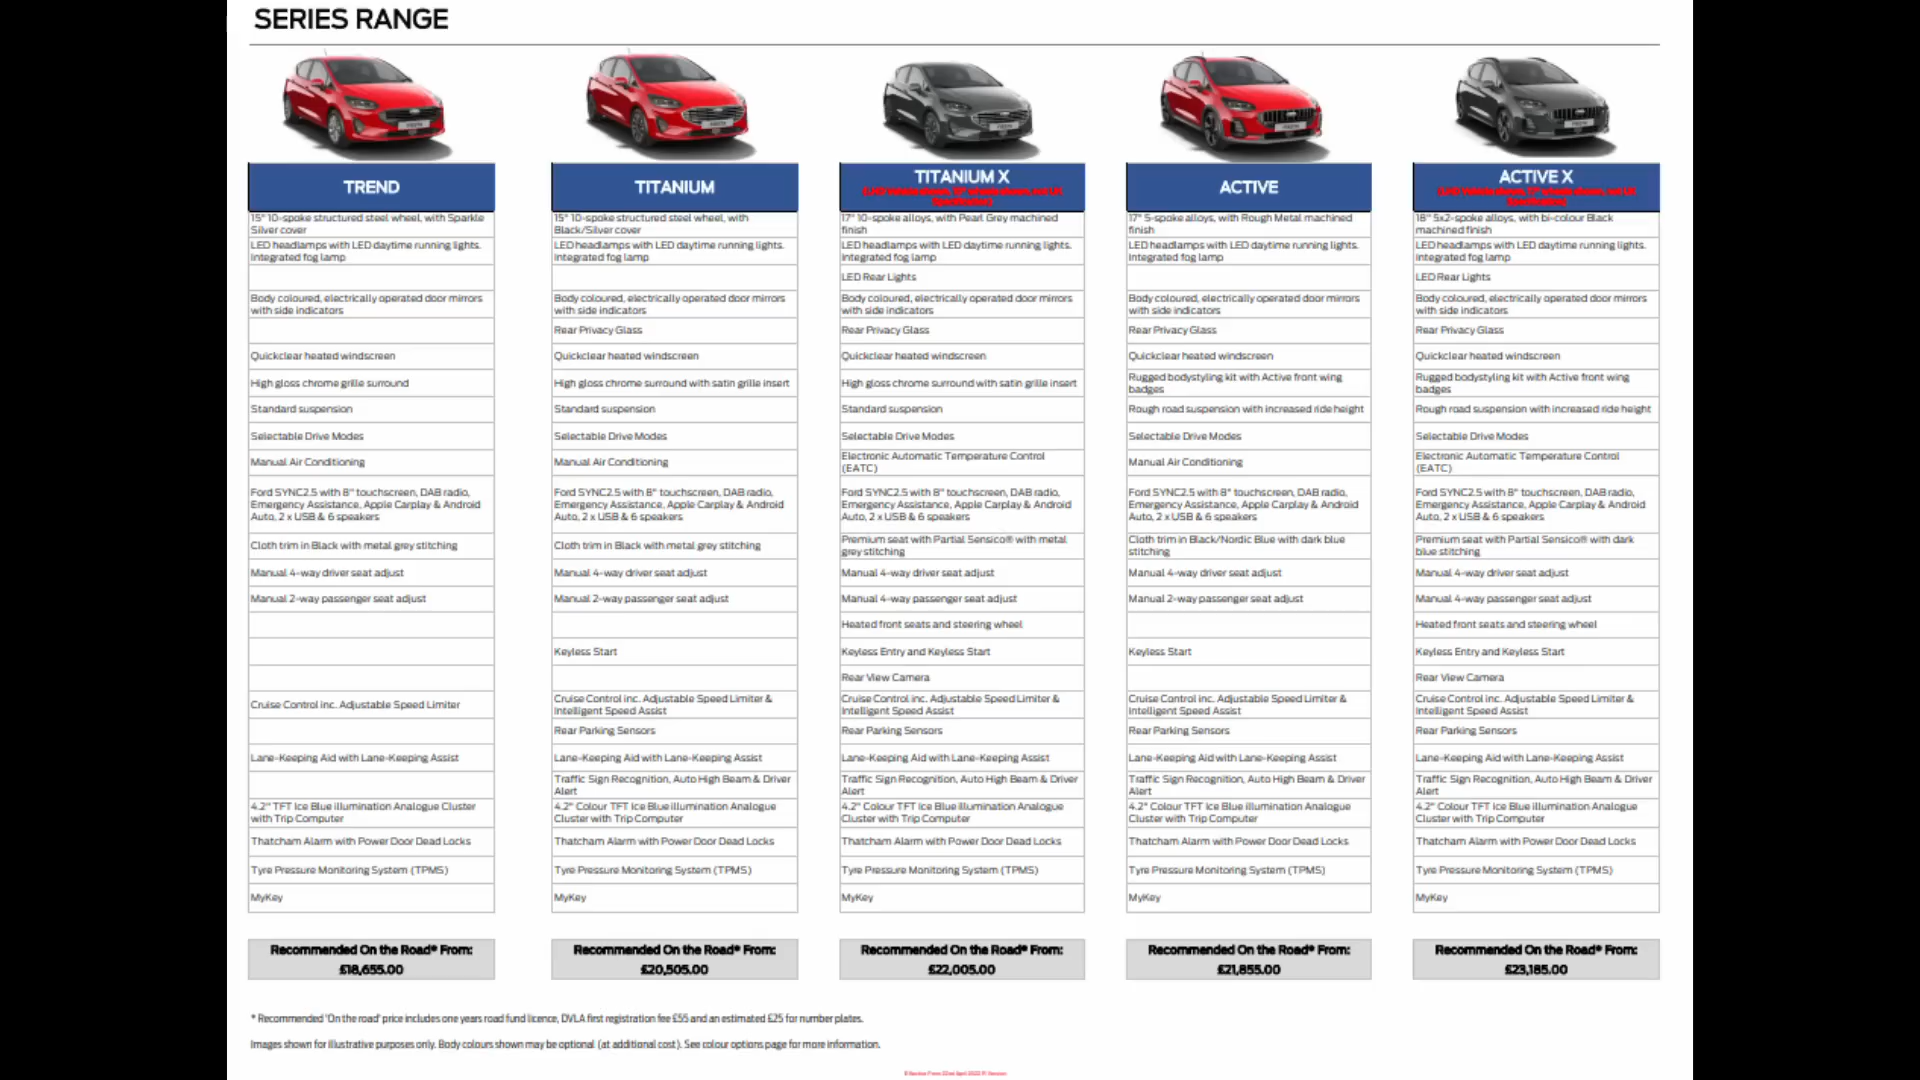 SERIES RANGE
TREND
15" 10-spoke structured steel wheel, with Sparkle
Silver cover
LED headlamps with LED daytime running lights.
Integrated fog lamp
Body coloured, electrically operated door mirrors
with side indicators
Quickclear heated windscreen
High gloss chrome grille surround
Standard suspension
Selectable Drive Modes
Manual Air Conditioning
Ford SYNC2.5 with 8" touchscreen, DAB radio,
Emergency Assistance, Apple Carplay & Android
Auto, 2 x USB & 6 speakers
Cloth trim in Black with metal grey stitching
Manual 4-way driver seat adjust
Manual 2-way passenger seat adjust
Cruise Control inc. Adjustable Speed Limiter
Lane-Keeping Aid with Lane-Keeping Assist
4.2" TFT Ice Blue illumination Analogue Cluster
with Trip Computer
Thatcham Alarm with Power Door Dead Locks
Tyre Pressure Monitoring System (TPMS)
MyKey
Recommended On the Road* From:
£18,655.00
TITANIUM
15" 10-spoke structured steel wheel, with
Black/Silver cover
LED headlamps with LED daytime running lights.
Integrated fog lamp
Body coloured, electrically operated door mirrors
with side indicators
Rear Privacy Glass
Quickclear heated windscreen
High gloss chrome surround with satin grille insert
Standard suspension
Selectable Drive Modes
Manual Air Conditioning
Ford SYNC2.5 with 8" touchscreen, DAB radio,
Emergency Assistance, Apple Carplay & Android
Auto, 2 x USB & 6 speakers
Cloth trim in Black with metal grey stitching
Manual 4-way driver seat adjust
Manual 2-way passenger seat adjust
Keyless Start
Cruise Control inc. Adjustable Speed Limiter &
Intelligent Speed Assist
Rear Parking Sensors
Lane-Keeping Aid with Lane-Keeping Assist
Traffic Sign Recognition, Auto High Beam & Driver
Alert
4.2" Colour TFT Ice Blue illumination Analogue
Cluster with Trip Computer
Thatcham Alarm with Power Door Dead Locks
Tyre Pressure Monitoring System (TPMS)
MyKey
Recommended On the Road* From:
£20,505.00
TITANIUM X
17" 10-spoke alloys, with Pearl Grey machined
finish
LED headlamps with LED daytime running lights.
Integrated fog lamp
LED Rear Lights
Body coloured, electrically operated door mirrors
with side indicators
Rear Privacy Glass
Quickclear heated windscreen
High gloss chrome surround with satin grille insert
Standard suspension
Selectable Drive Modes
Electronic Automatic Temperature Control
(EATC)
Ford SYNC2.5 with 8" touchscreen, DAB radio,
Emergency Assistance, Apple Carplay & Android
Auto, 2 x USB & 6 speakers
Premium seat with Partial Sensico® with metal
grey stitching
Manual 4-way driver seat adjust
Manual 4-way passenger seat adjust
Heated front seats and steering wheel
Keyless Entry and Keyless Start
Rear View Camera
Cruise Control inc. Adjustable Speed Limiter &
Intelligent Speed Assist
Rear Parking Sensors
Lane-Keeping Aid with Lane-Keeping Assist
Traffic Sign Recognition, Auto High Beam & Driver
Alert
4.2" Colour TFT Ice Blue illumination Analogue
Cluster with Trip Computer
Thatcham Alarm with Power Door Dead Locks
Tyre Pressure Monitoring System (TPMS)
MyKey
Recommended On the Road* From:
£22,005.00
ACTIVE
17" 5-spoke alloys, with Rough Metal machined
finish
LED headlamps with LED daytime running lights.
Integrated fog lamp
Body coloured, electrically operated door mirrors
with side indicators
Rear Privacy Glass
Quickclear heated windscreen
Rugged bodystyling kit with Active front wing
badges
Rough road suspension with increased ride height
Selectable Drive Modes
Manual Air Conditioning
Ford SYNC2.5 with 8" touchscreen, DAB radio,
Emergency Assistance, Apple Carplay & Android
Auto, 2 x USB & 6 speakers
Cloth trim in Black/Nordic Blue with dark blue
stitching
Manual 4-way driver seat adjust
Manual 2-way passenger seat adjust
Keyless Start
Cruise Control inc. Adjustable Speed Limiter &
Intelligent Speed Assist
Rear Parking Sensors
Lane-Keeping Aid with Lane-Keeping Assist
Traffic Sign Recognition, Auto High Beam & Driver
Alert
4.2" Colour TFT Ice Blue illumination Analogue
Cluster with Trip Computer
Thatcham Alarm with Power Door Dead Locks
Tyre Pressure Monitoring System (TPMS)
MyKey
Recommended On the Road* From:
£21,855.00
ACTIVE X
18" 5x2-spoke alloys, with bi-colour Black
machined finish
LED headlamps with LED daytime running lights.
Integrated fog lamp
LED Rear Lights
Body coloured, electrically operated door mirrors
with side indicators
Rear Privacy Glass
Quickclear heated windscreen
Rugged bodystyling kit with Active front wing
badges
Rough road suspension with increased ride height
Selectable Drive Modes
Electronic Automatic Temperature Control
(EATC)
Ford SYNC2.5 with 8" touchscreen, DAB radio,
Emergency Assistance, Apple Carplay & Android
Auto, 2 x USB & 6 speakers
Premium seat with Partial Sensico® with dark
blue stitching
Manual 4-way driver seat adjust
Manual 4-way passenger seat adjust
Heated front seats and steering wheel
Keyless Entry and Keyless Start
Rear View Camera
Cruise Control inc. Adjustable Speed Limiter &
Intelligent Speed Assist
Rear Parking Sensors
Lane-Keeping Aid with Lane-Keeping Assist
Traffic Sign Recognition, Auto High Beam & Driver
Alert
4.2" Colour TFT Ice Blue illumination Analogue
Cluster with Trip Computer
Thatcham Alarm with Power Door Dead Locks
Tyre Pressure Monitoring System (TPMS)
MyKey
Recommended On the Road* From:
£23,185.00
* Recommended 'On the road' price includes one years road fund licence, DVLA first registration fee £55 and an estimated £25 for number plates.
Images shown for illustrative purposes only. Body colours shown may be optional (at additional cost). See colour options page for more information.